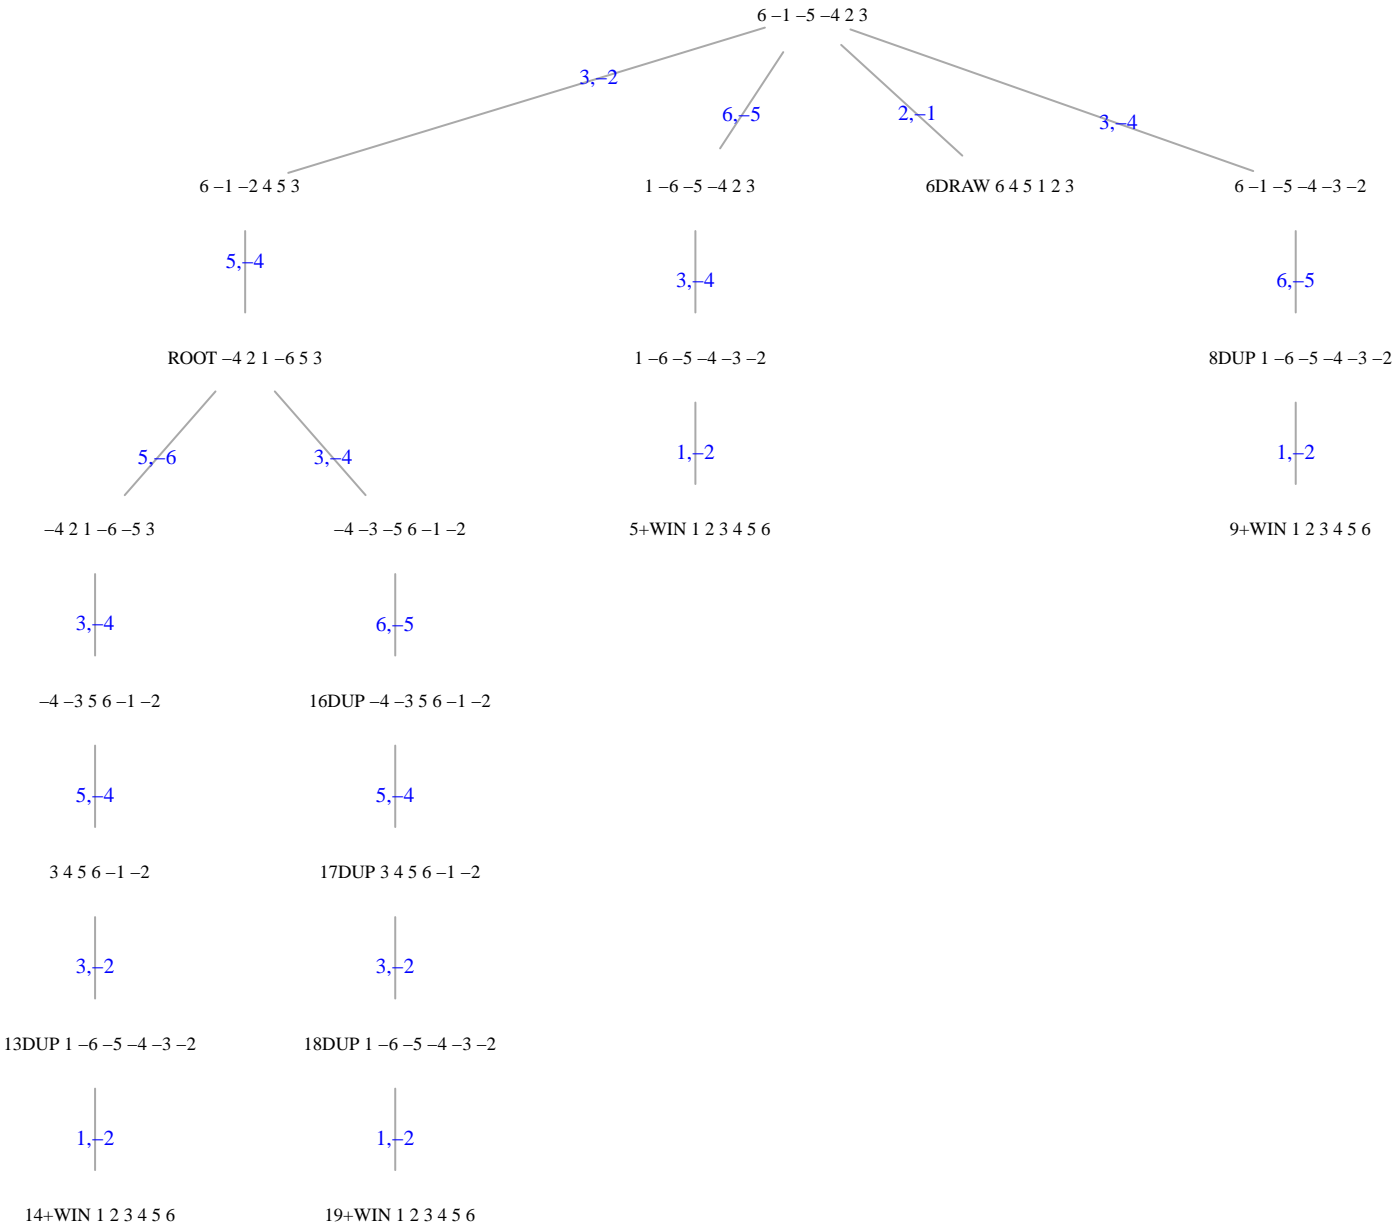 6 –1 –5 –4 2 3
3,–2
6,–5
2,–1
3,–4
6 –1 –2 4 5 3
1 –6 –5 –4 2 3
6DRAW 6 4 5 1 2 3
6 –1 –5 –4 –3 –2
5,–4
3,–4
6,–5
ROOT –4 2 1 –6 5 3
1 –6 –5 –4 –3 –2
8DUP 1 –6 –5 –4 –3 –2
5,–6
3,–4
1,–2
1,–2
–4 2 1 –6 –5 3
–4 –3 –5 6 –1 –2
5+WIN 1 2 3 4 5 6
9+WIN 1 2 3 4 5 6
3,–4
6,–5
–4 –3 5 6 –1 –2
16DUP –4 –3 5 6 –1 –2
5,–4
5,–4
3 4 5 6 –1 –2
17DUP 3 4 5 6 –1 –2
3,–2
3,–2
13DUP 1 –6 –5 –4 –3 –2
18DUP 1 –6 –5 –4 –3 –2
1,–2
1,–2
14+WIN 1 2 3 4 5 6
19+WIN 1 2 3 4 5 6